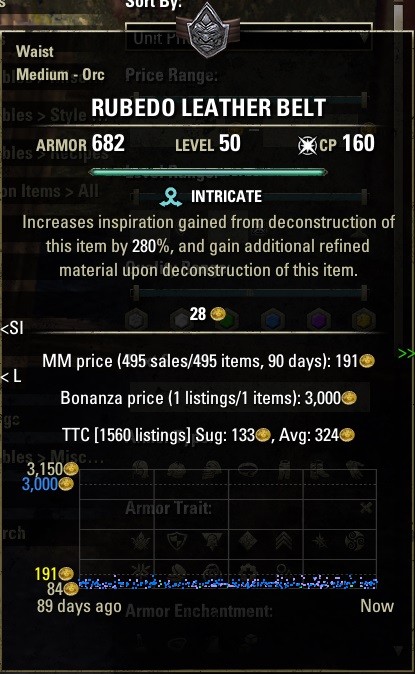 Sort By:
Unit Pri
Waist
Medium - Orc
Price Range:
RUBEDO LEATHER BELT
ARMOR 682 LEVEL 50 CP 160
INTRICATE
Increases inspiration gained from deconstruction of
this item by 280%, and gain additional refined
material upon deconstruction of this item.
28
<SI
>>
MM price (495 sales/495 items, 90 days): 191
< L
Bonanza price (1 listings/1 items): 3,000
TTC [1560 listings] Sug: 133, Avg: 324
3,150
3,000
Armor Trait:
191
84
89 days ago Now
Armor Enchantment: